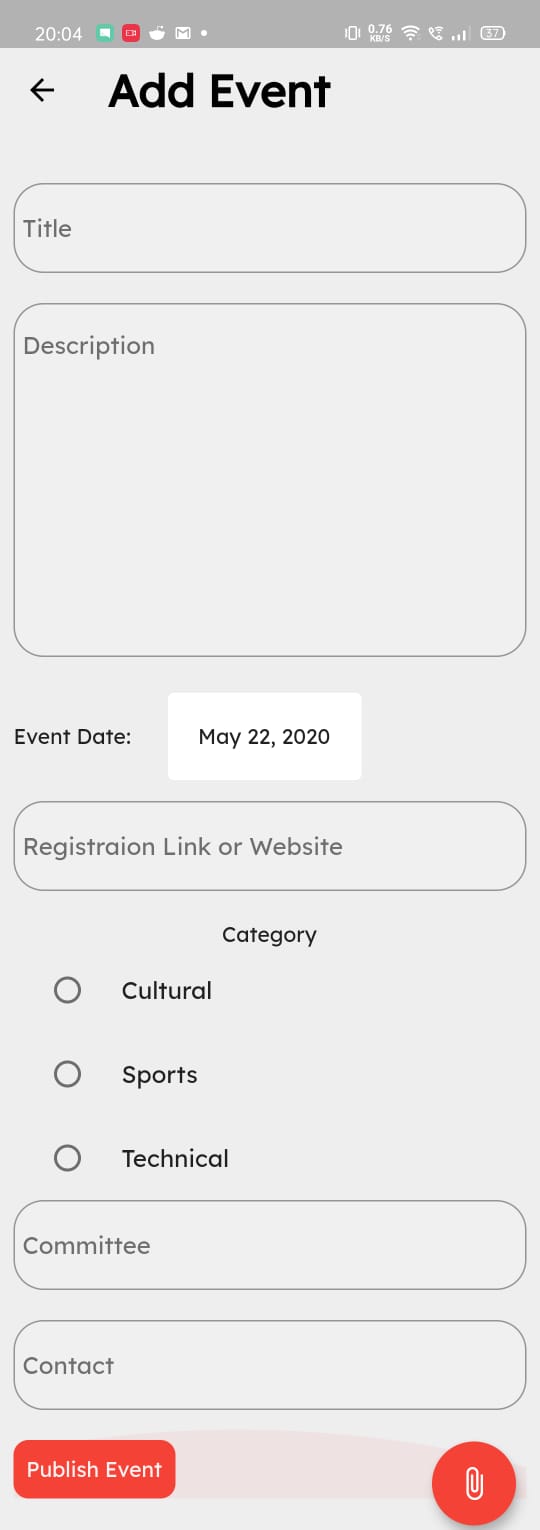 20:04 0.76 KB/S 37
Add Event
Title
Description
Event Date: May 22, 2020
Registraion Link or Website
Category
Cultural
Sports
Technical
Committee
Contact
Publish Event